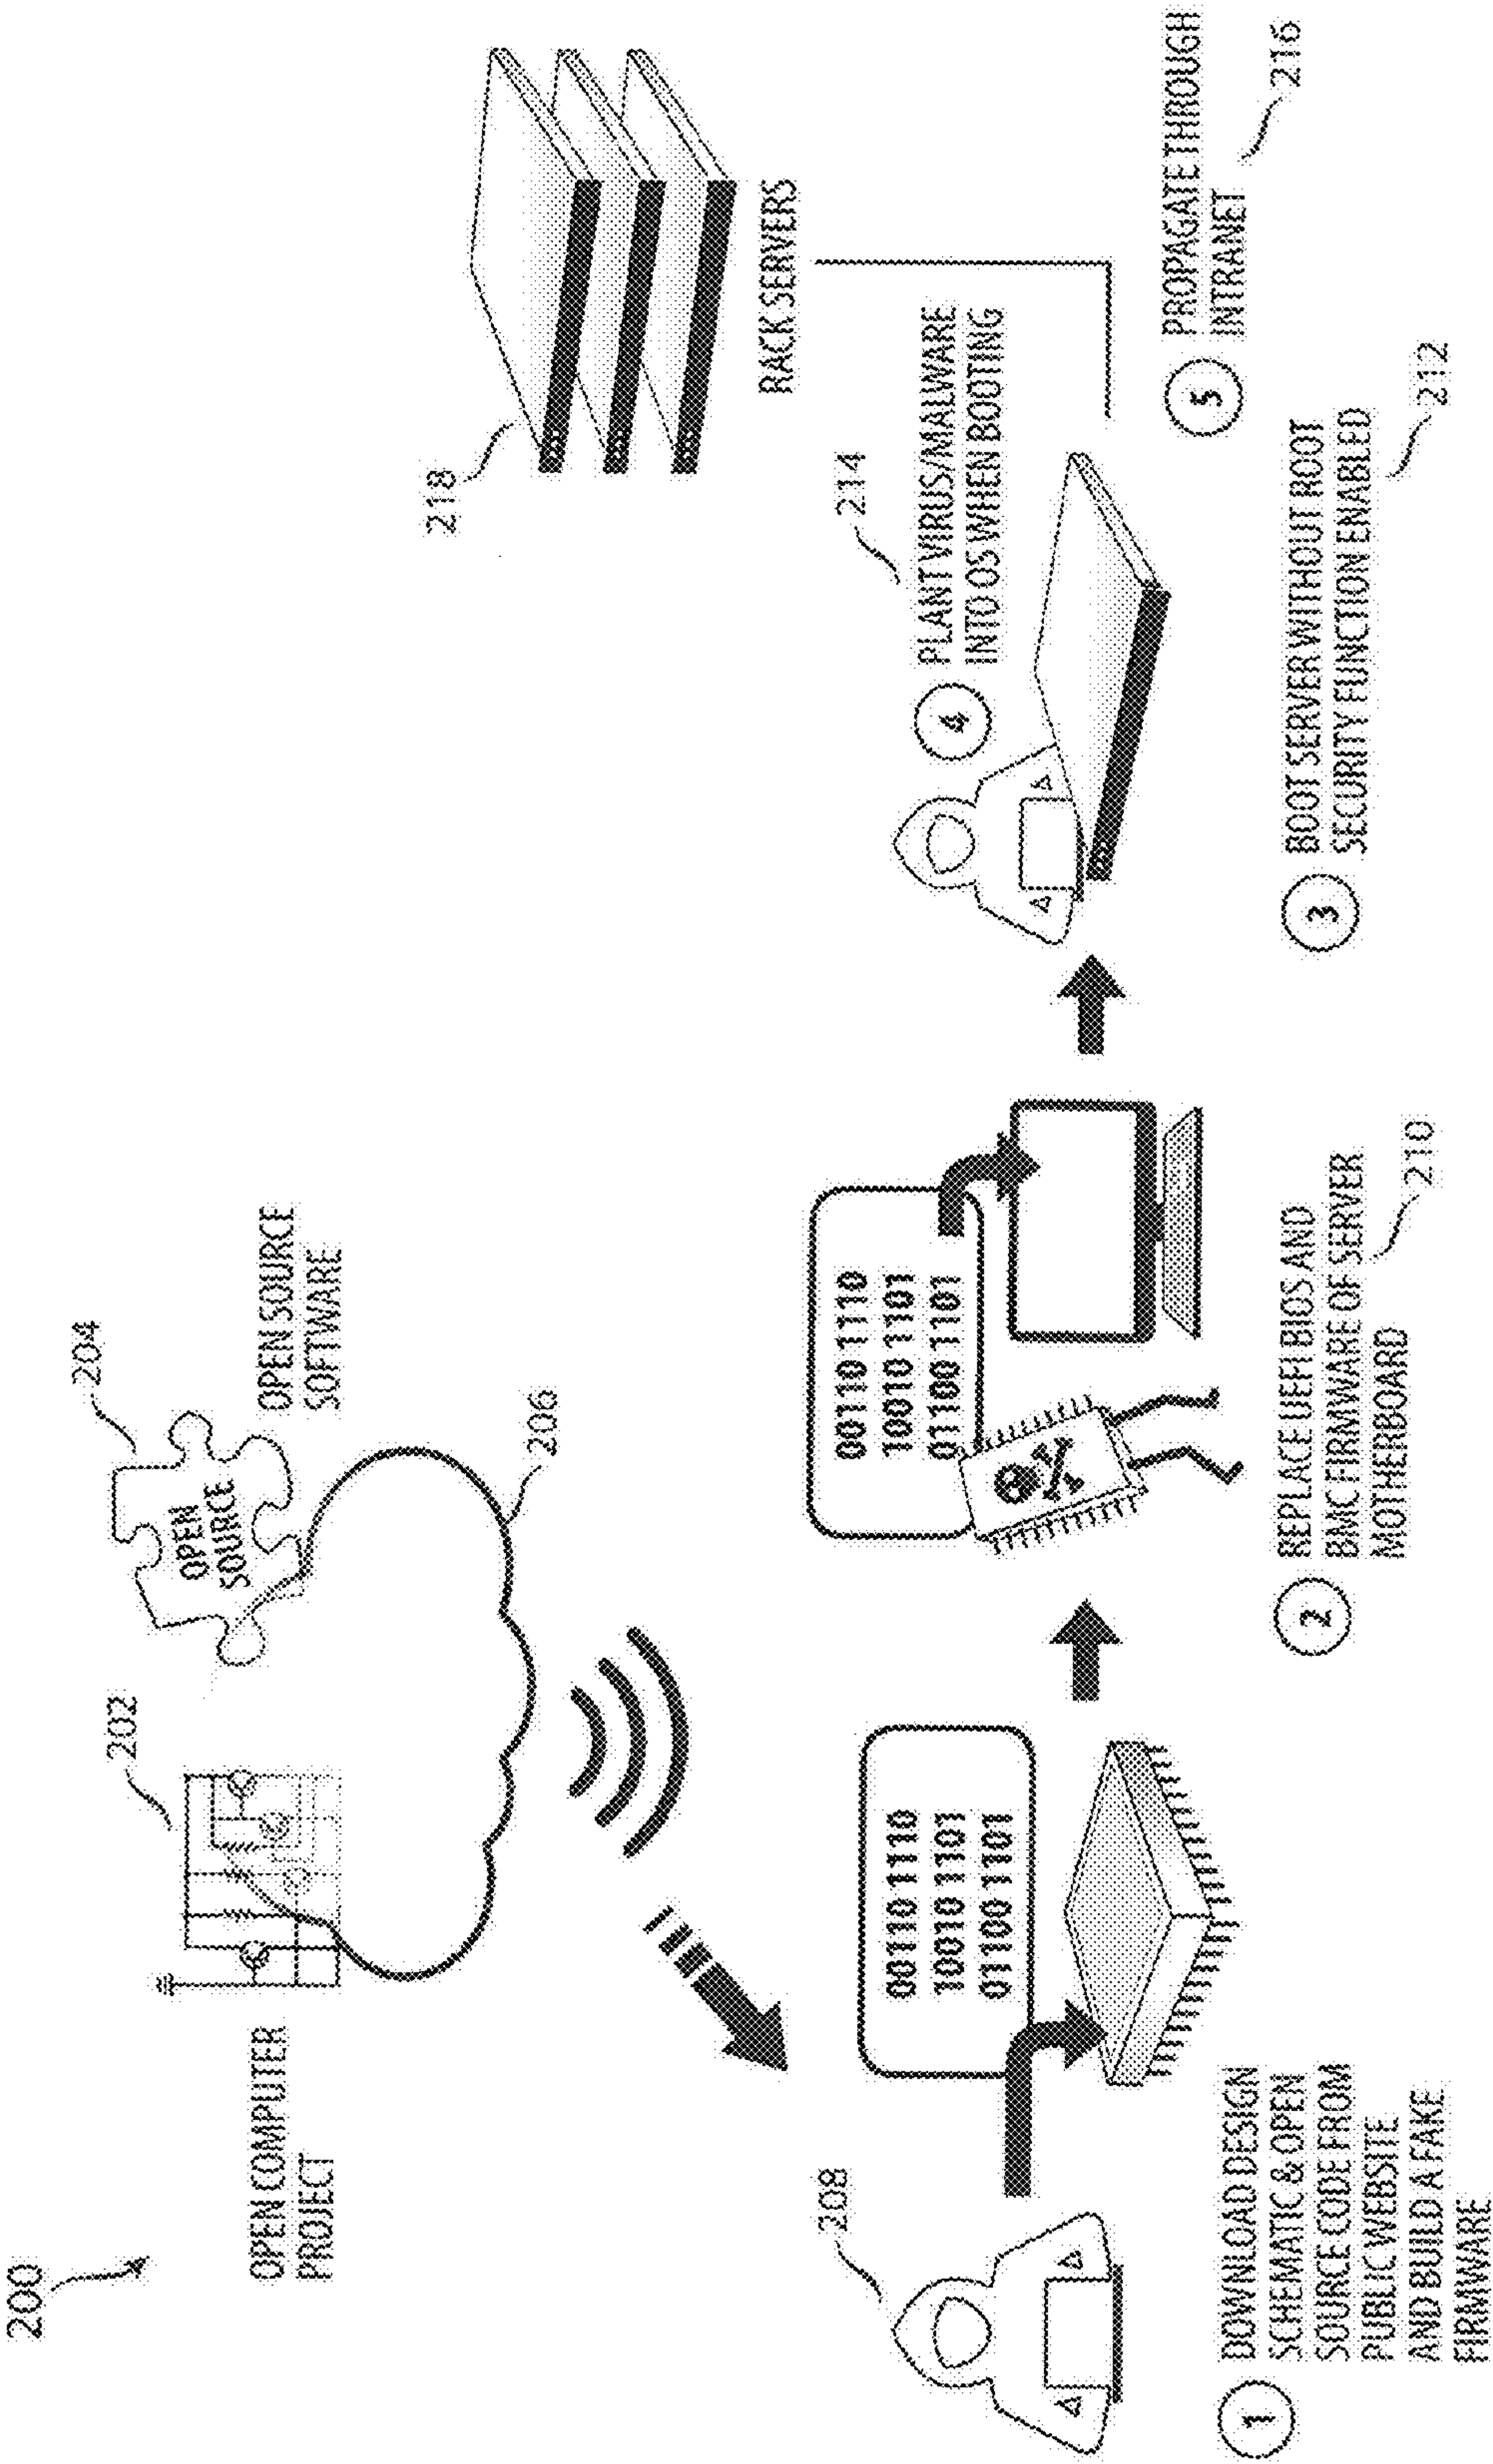 200
OPEN COMPUTER
PROJECT
202
204
OPEN
SOURCE
OPEN SOURCE
SOFTWARE
206
218
RACK SERVERS
208
00110 1110
10010 1101
01100 1101
1
DOWNLOAD DESIGN
SCHEMATIC & OPEN
SOURCE CODE FROM
PUBLIC WEBSITE
AND BUILD A FAKE
FIRMWARE
00110 1110
10010 1101
01100 1101
2
REPLACE UEFI BIOS AND
BMC FIRMWARE OF SERVER
MOTHERBOARD
210
214
4
PLANT VIRUS/MALWARE
INTO OS WHEN BOOTING
3
BOOT SERVER WITHOUT ROOT
SECURITY FUNCTION ENABLED
212
5
PROPAGATE THROUGH
INTRANET
216